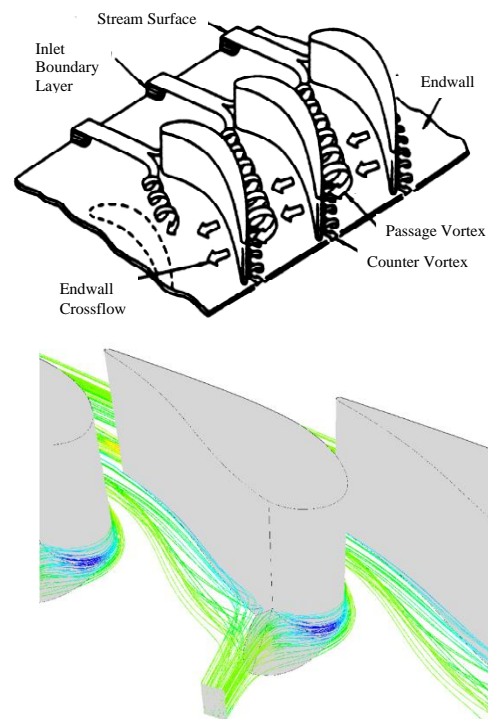 Stream Surface
Inlet
Boundary
Layer
Endwall
Passage Vortex
Counter Vortex
Endwall
Crossflow